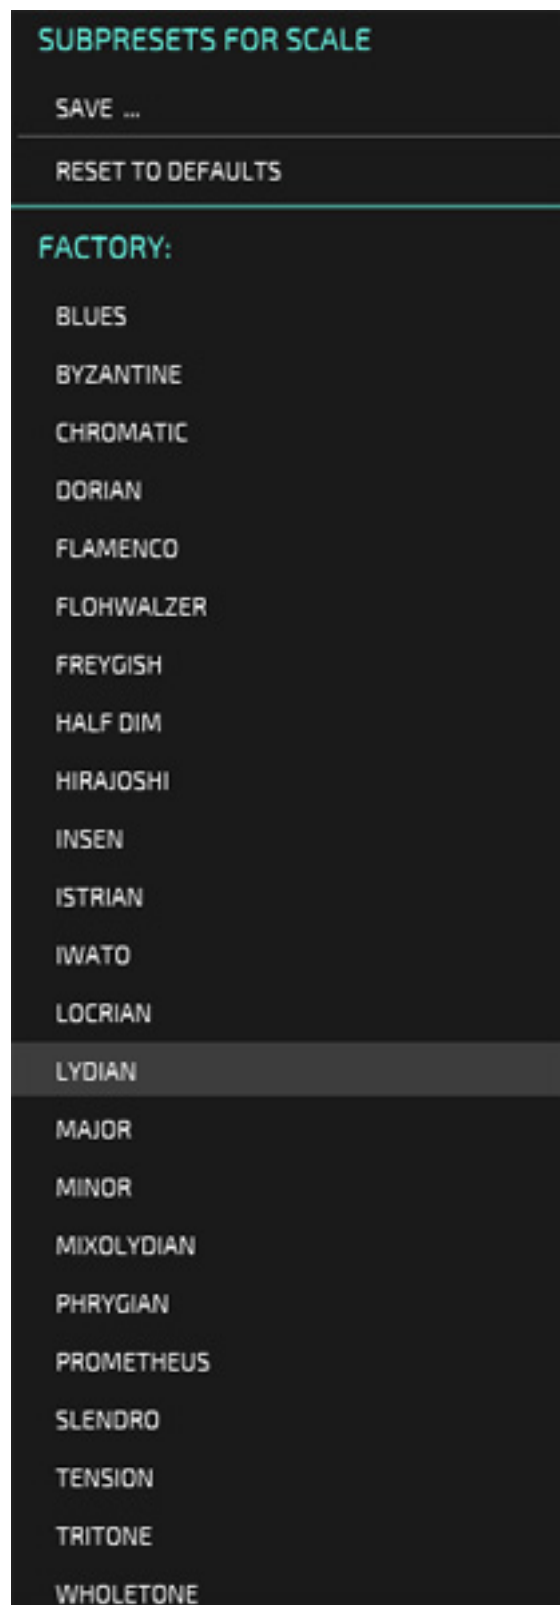 SUBPRESETS FOR SCALE
SAVE ...
RESET TO DEFAULTS
FACTORY:
BLUES
BYZANTINE
CHROMATIC
DORIAN
FLAMENCO
FLOHWALZER
FREYGISH
HALF DIM
HIRAJOSHI
INSEN
ISTRIAN
IWATO
LOCRIAN
LYDIAN
MAJOR
MINOR
MIXOLYDIAN
PHRYGIAN
PROMETHEUS
SLENDRO
TENSION
TRITONE
WHOLETONE